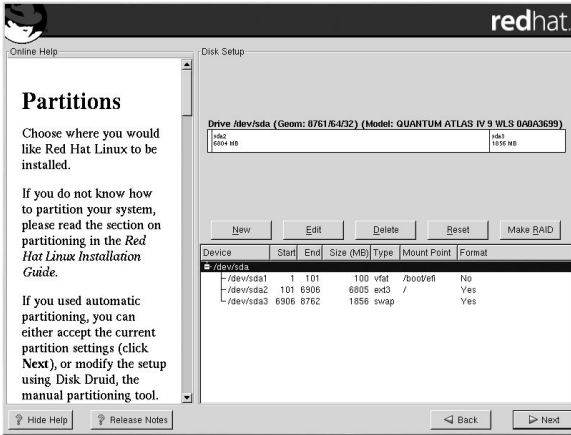 redhat.
Online Help
Partitions
Choose where you would
like Red Hat Linux to be
installed.
If you do not know how
to partition your system,
please read the section on
partitioning in the Red
Hat Linux Installation
Guide.
If you used automatic
partitioning, you can
either accept the current
partition settings (click
Next), or modify the setup
using Disk Druid, the
manual partitioning tool.
Disk Setup
Drive /dev/sda (Geom: 8761/64/32) (Model: QUANTUM ATLAS IV 9 WLS 0A0A3699)
sda2
6804 MB
sda3
1856 MB
New Edit Delete Reset Make RAID
Device Start End Size (MB) Type Mount Point Format
/dev/sda
/dev/sda1 1 101 100 vfat /boot/efi No
/dev/sda2 101 6906 6805 ext3 / Yes
/dev/sda3 6906 8762 1856 swap Yes
Hide Help Release Notes Back Next